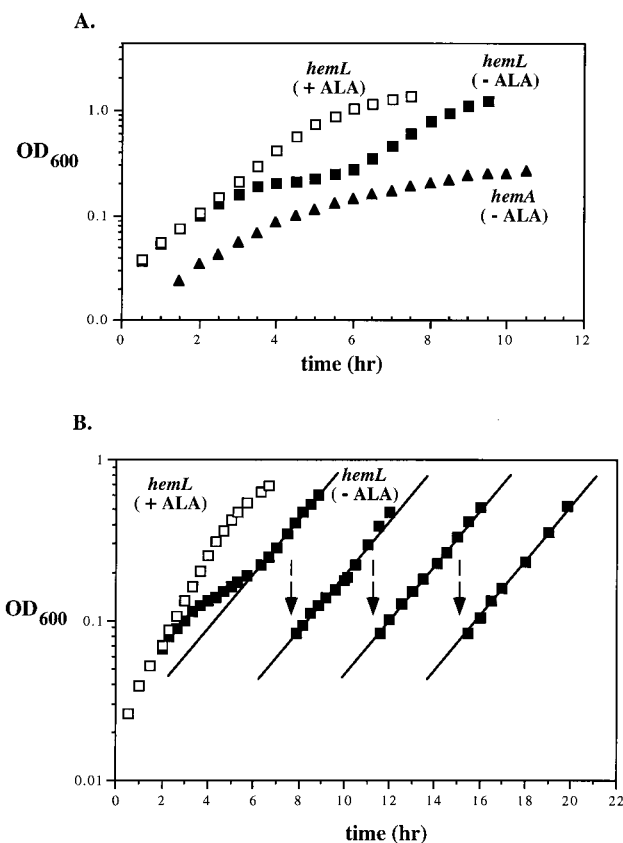 A.
hemL
( + ALA)
hemL
( - ALA)
hemA
( - ALA)
OD600
1.0
0.1
0.0
0 2 4 6 8 10 12
time (hr)
B.
hemL
( + ALA)
hemL
( - ALA)
OD600
1
0.1
0.01
0 2 4 6 8 10 12 14 16 18 20 22
time (hr)